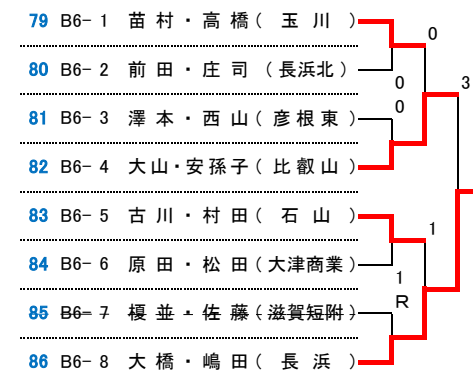 79 B6- 1 苗村・高橋(玉川)
80 B6- 2 前田・庄司(長浜北)
81 B6- 3 澤本・西山(彦根東)
82 B6- 4 大山・安孫子(比叡山)
83 B6- 5 古川・村田(石山)
84 B6- 6 原田・松田(大津商業)
85 B6- 7 榎並・佐藤(滋賀短附)
86 B6- 8 大橋・嶋田(長浜)
0
0
0
3
1
1
R